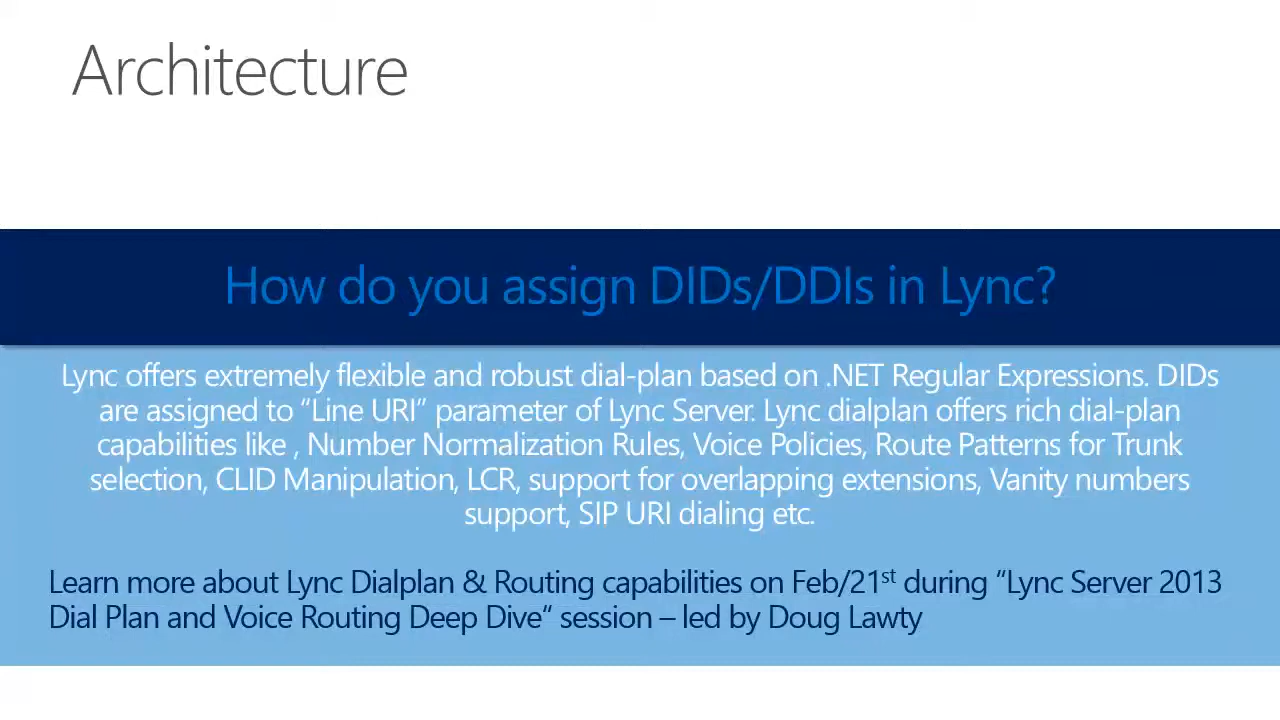 Architecture
How do you assign DIDs/DDIs in Lync?
Lync offers extremely flexible and robust dial-plan based on .NET Regular Expressions. DIDs
are assigned to “Line URI” parameter of Lync Server. Lync dialplan offers rich dial-plan
capabilities like , Number Normalization Rules, Voice Policies, Route Patterns for Trunk
selection, CLID Manipulation, LCR, support for overlapping extensions, Vanity numbers
support, SIP URI dialing etc.
Learn more about Lync Dialplan & Routing capabilities on Feb/21st during “Lync Server 2013
Dial Plan and Voice Routing Deep Dive“ session – led by Doug Lawty